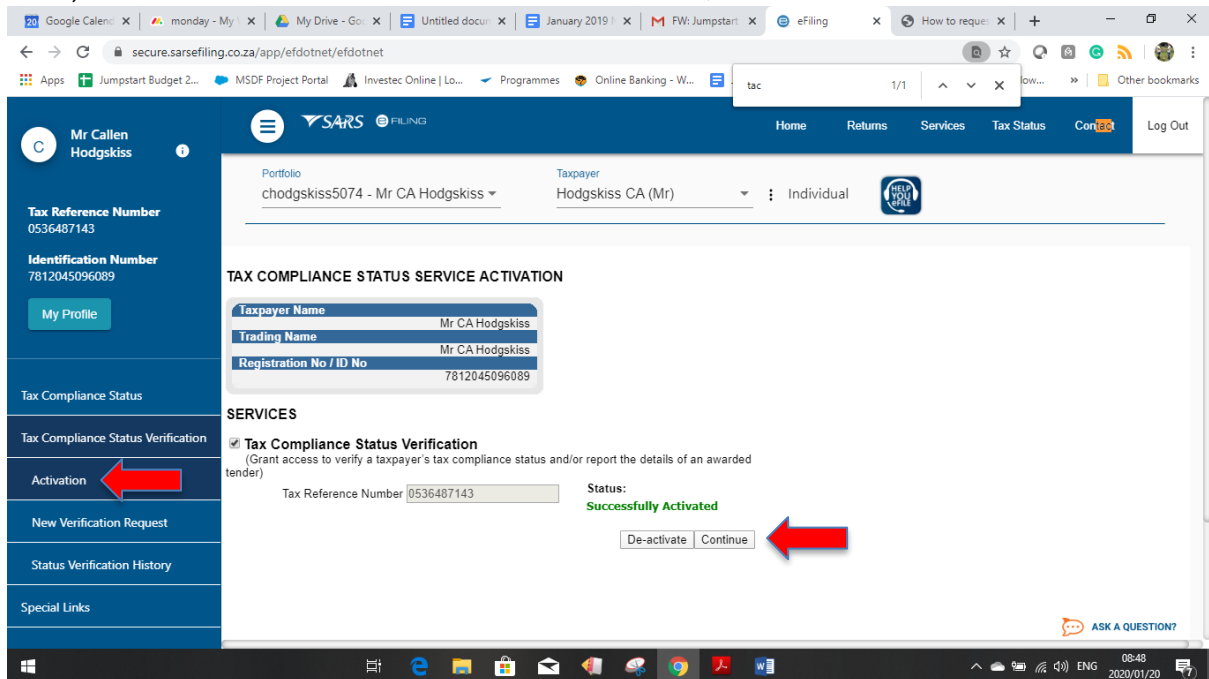 20 Google Calend
monday - My
My Drive - Goo
Untitled docum
January 2019
FW: Jumpstart
eFiling
How to reques
secure.sarsefiling.co.za/app/efdotnet/efdotnet
Apps
Jumpstart Budget 2...
MSDF Project Portal
Investec Online | Lo...
Programmes
Online Banking - W...
low...
»
Other bookmarks
tac 1/1
C
Mr Callen
Hodgskiss
SARS eFILING
Home Returns Services Tax Status Contact Log Out
Tax Reference Number
0536487143
Identification Number
7812045096089
My Profile
Tax Compliance Status
Tax Compliance Status Verification
Activation
New Verification Request
Status Verification History
Special Links
Portfolio
chodgskiss5074 - Mr CA Hodgskiss
Taxpayer
Hodgskiss CA (Mr)
Individual
HELP
YOU
eFILE
TAX COMPLIANCE STATUS SERVICE ACTIVATION
Taxpayer Name
Mr CA Hodgskiss
Trading Name
Mr CA Hodgskiss
Registration No / ID No
7812045096089
SERVICES
Tax Compliance Status Verification
(Grant access to verify a taxpayer's tax compliance status and/or report the details of an awarded
tender)
Tax Reference Number 0536487143
Status:
Successfully Activated
De-activate Continue
ASK A QUESTION?
ENG
08:48
2020/01/20